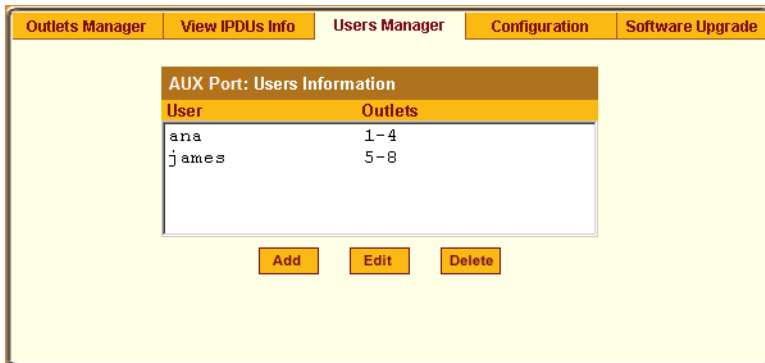 Outlets Manager View IPDUs Info Users Manager Configuration Software Upgrade
AUX Port: Users Information
User Outlets
ana 1-4
james 5-8
Add Edit Delete